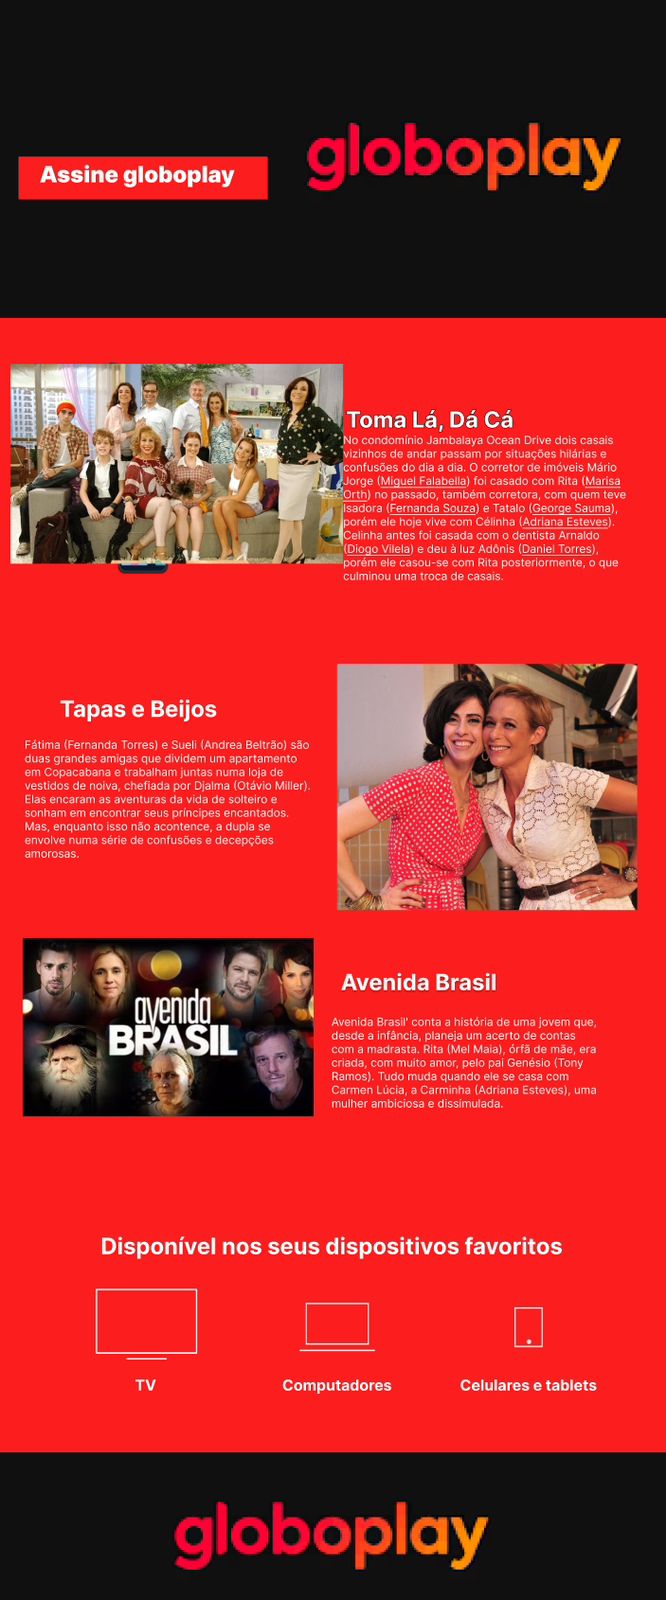 Assine globoplay
globoplay
Toma Lá, Dá Cá
No condomínio Jambalaya Ocean Drive dois casais
vizinhos de andar passam por situações hilárias e
confusões do dia a dia. O corretor de imóveis Mário
Jorge (Miguel Falabella) foi casado com Rita (Marisa
Orth) no passado, também corretora, com quem teve
Isadora (Fernanda Souza) e Tatalo (George Sauma),
porém ele hoje vive com Célinha (Adriana Esteves).
Celinha antes foi casada com o dentista Arnaldo
(Diogo Vilela) e deu à luz Adônis (Daniel Torres),
porém ele casou-se com Rita posteriormente, o que
culminou uma troca de casais.
Tapas e Beijos
Fátima (Fernanda Torres) e Sueli (Andrea Beltrão) são
duas grandes amigas que dividem um apartamento
em Copacabana e trabalham juntas numa loja de
vestidos de noiva, chefiada por Djalma (Otávio Miller).
Elas encaram as aventuras da vida de solteiro e
sonham em encontrar seus príncipes encantados.
Mas, enquanto isso não acontence, a dupla se
envolve numa série de confusões e decepções
amorosas.
avenida
BRASIL
Avenida Brasil
Avenida Brasil' conta a história de uma jovem que,
desde a infância, planeja um acerto de contas
com a madrasta. Rita (Mel Maia), órfã de mãe, era
criada, com muito amor, pelo pai Genésio (Tony
Ramos). Tudo muda quando ele se casa com
Carmen Lúcia, a Carminha (Adriana Esteves), uma
mulher ambiciosa e dissimulada.
Disponível nos seus dispositivos favoritos
TV
Computadores
Celulares e tablets
globoplay